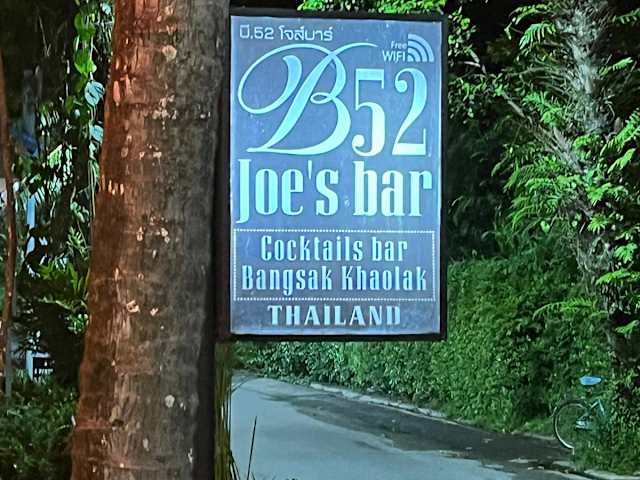 บี.52 โจส์บาร์
Free
WIFI
B52
Joe's bar
Cocktails bar
Bangsak Khaolak
THAILAND